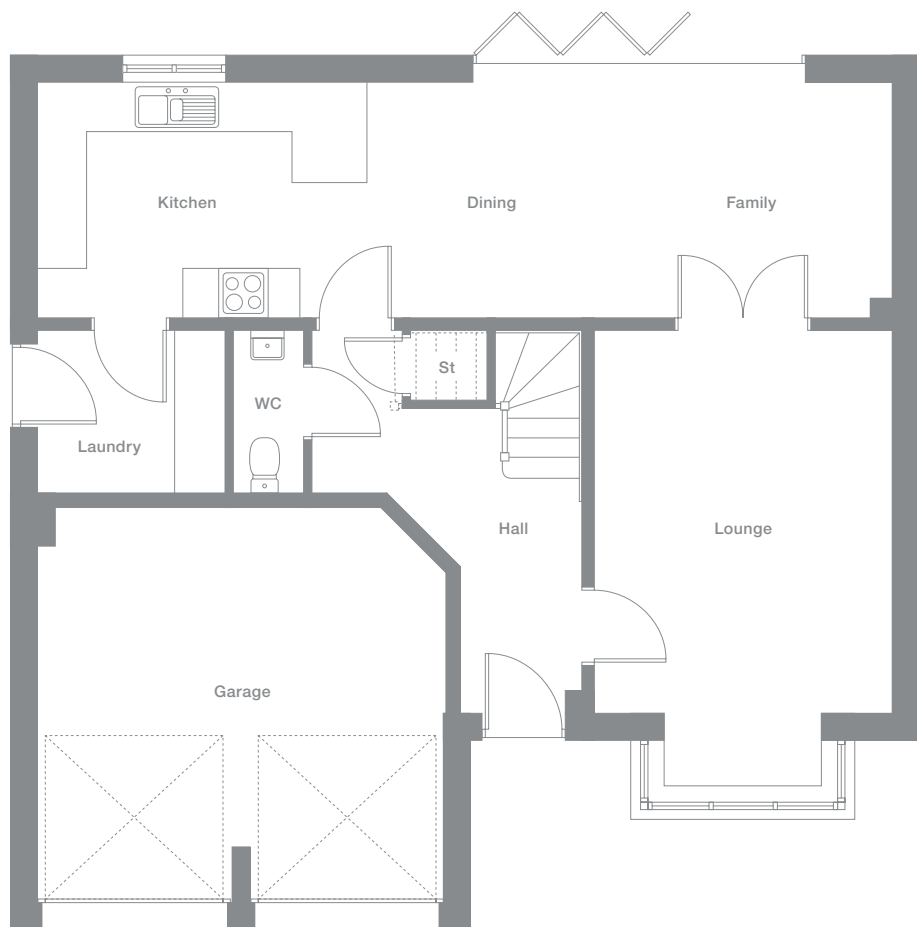 Kitchen
Dining
Family
St
WC
Laundry
Hall
Lounge
Garage